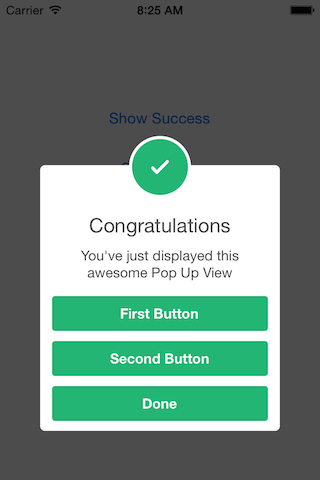 Carrier 8:25 AM
Show Success
Congratulations
You've just displayed this
awesome Pop Up View
First Button
Second Button
Done